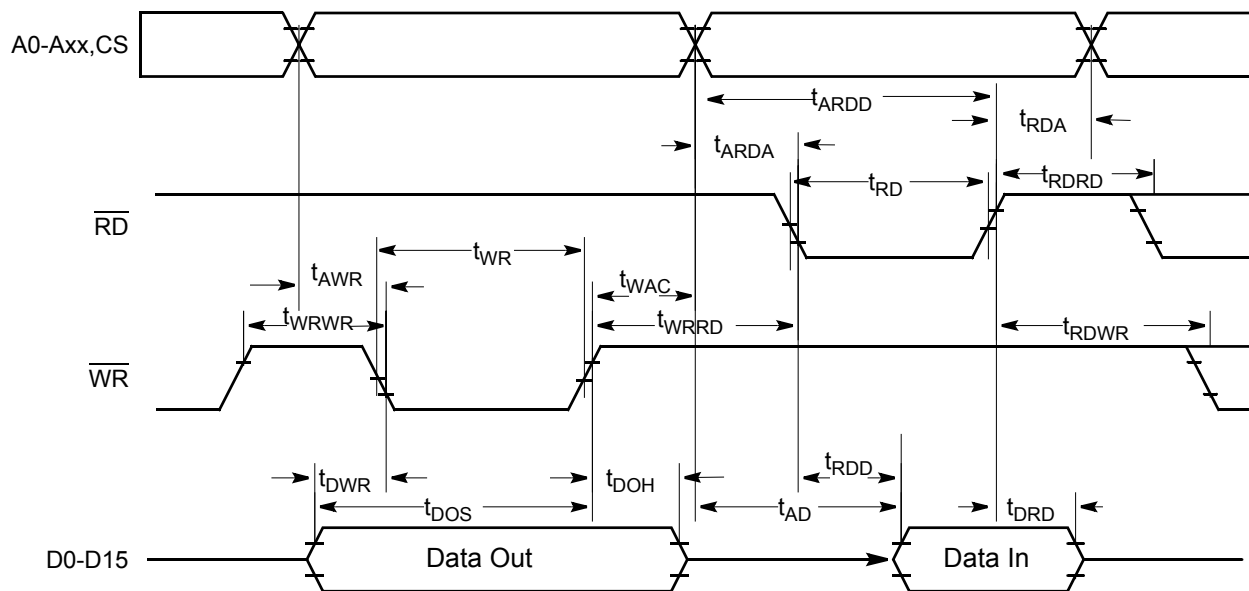 A0-Axx,CS
tARDD
tRDA
tARDA
tRD
tRDRD
RD
tWR
tAWR
tWAC
tWRWR
tWRRD
tRDWR
WR
tRDD
tDWR
tDOH
tDOS
tAD
tDRD
D0-D15
Data Out
Data In